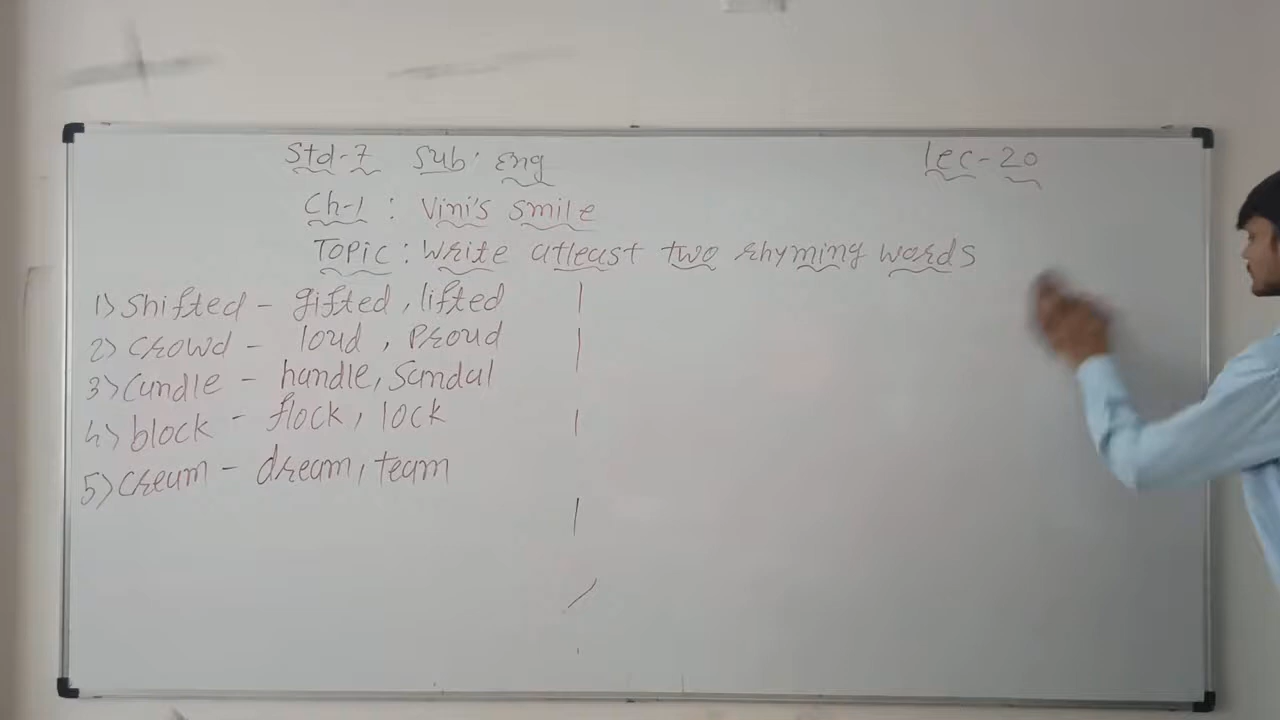 Std-7 Sub: Eng
Lec-20
Ch-1 : Vini's Smile
Topic : Write atleast two rhyming words
1) Shifted - gifted, lifted
2) Crowd - loud, Proud
3) Candle - handle, Sandal
4) block - flock, lock
5) Cream - dream, team